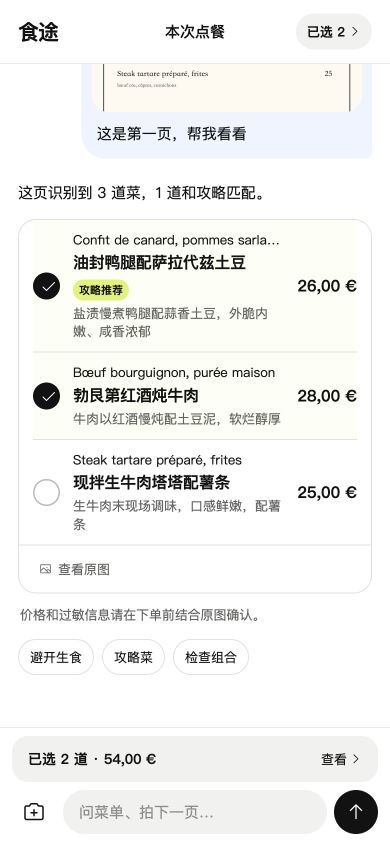 食途
本次点餐
已选 2
Steak tartare préparé, frites
25
bœuf cru, câpres, cornichons
这是第一页，帮我看看
这页识别到 3 道菜，1 道和攻略匹配。
Confit de canard, pommes sarla…
油封鸭腿配萨拉代兹土豆
攻略推荐
盐渍慢煮鸭腿配蒜香土豆，外脆内
嫩、咸香浓郁
26,00 €
Bœuf bourguignon, purée maison
勃艮第红酒炖牛肉
牛肉以红酒慢炖配土豆泥，软烂醇厚
28,00 €
Steak tartare préparé, frites
现拌生牛肉塔塔配薯条
生牛肉末现场调味，口感鲜嫩，配薯
条
25,00 €
查看原图
价格和过敏信息请在下单前结合原图确认。
避开生食
攻略菜
检查组合
已选 2 道 · 54,00 €
查看
问菜单、拍下一页…